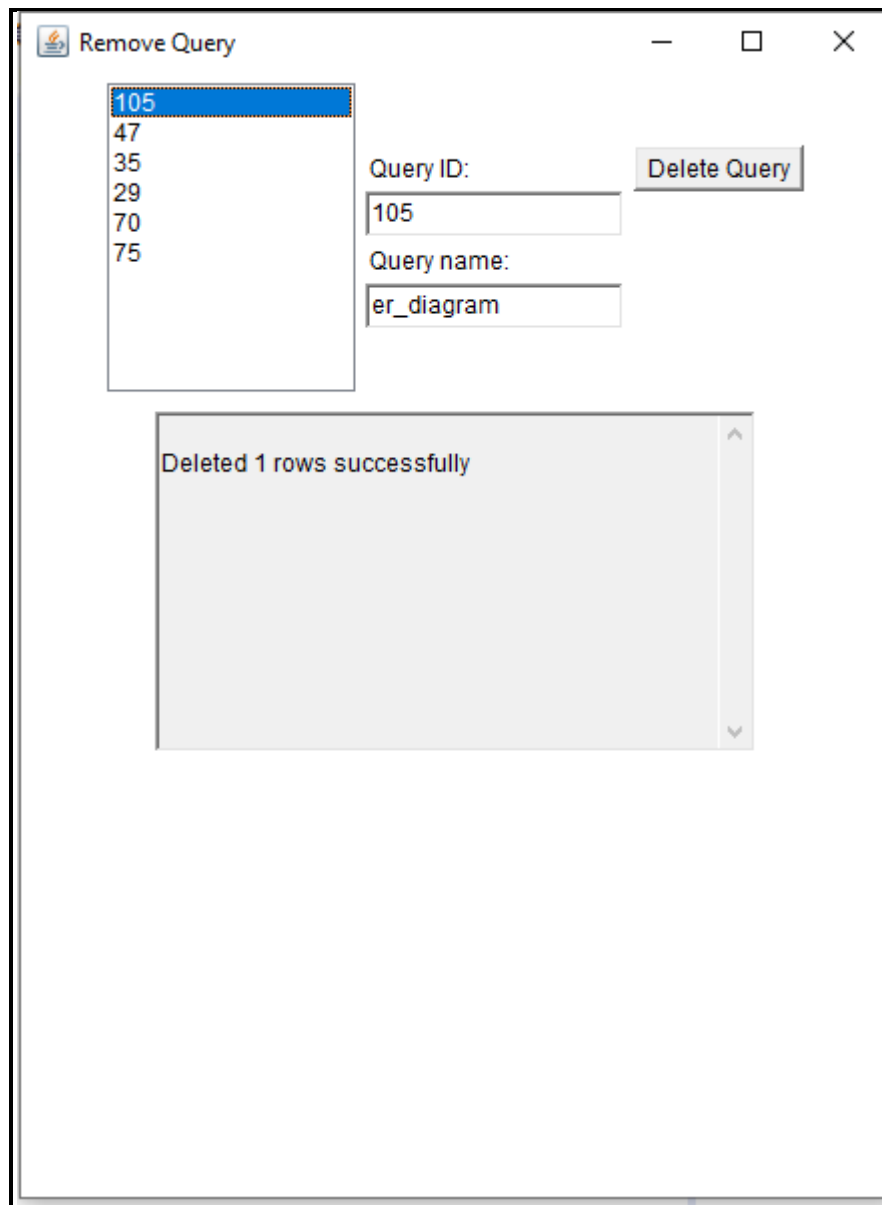 Remove Query
105
47
35
29
70
75
Query ID:
105
Delete Query
Query name:
er_diagram
Deleted 1 rows successfully